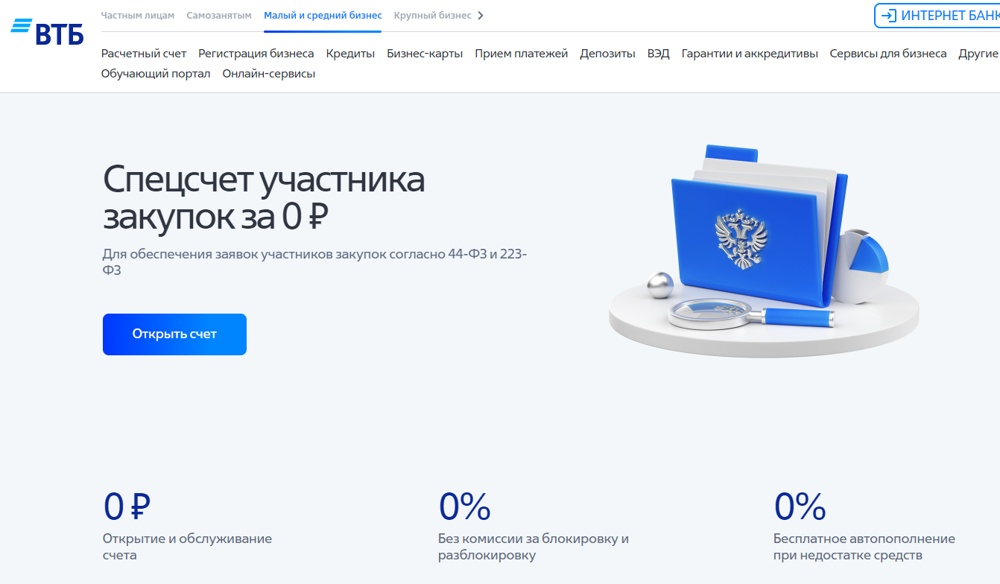 Частным лицам Самозанятым Малый и средний бизнес Крупный бизнес
ИНТЕРНЕТ БАНК
ВТБ
Расчетный счет Регистрация бизнеса Кредиты Бизнес-карты Прием платежей Депозиты ВЭД Гарантии и аккредитивы Сервисы для бизнеса Другие
Обучающий портал Онлайн-сервисы
Спецсчет участника
закупок за 0 ₽
Для обеспечения заявок участников закупок согласно 44-ФЗ и 223-
ФЗ
Открыть счет
0 ₽ 0% 0%
Открытие и обслуживание Без комиссии за блокировку и Бесплатное автопополнение
счета разблокировку при недостатке средств